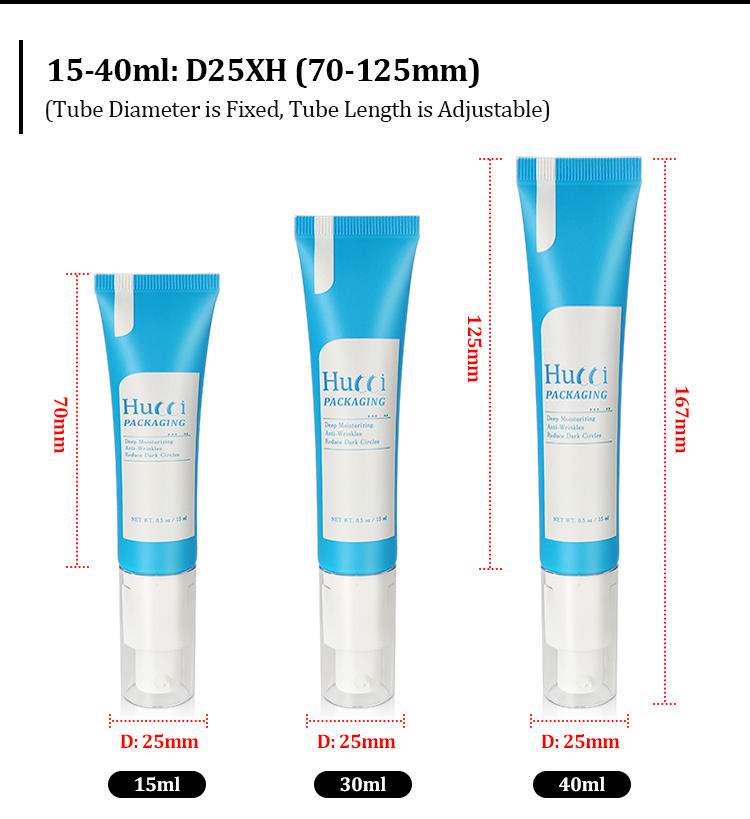 15-40ml: D25XH (70-125mm)
(Tube Diameter is Fixed, Tube Length is Adjustable)
70mm
Hucci
PACKAGING
Deep Moisturizing
Anti-Wrinkles
Reduce Dark Circles
NET WT. 0.5 oz / 15 ml
Hucci
PACKAGING
Deep Moisturizing
Anti-Wrinkles
Reduce Dark Circles
NET WT. 0.5 oz / 15 ml
125mm
Hucci
PACKAGING
Deep Moisturizing
Anti-Wrinkles
Reduce Dark Circles
NET WT. 0.5 oz / 15 ml
167mm
D: 25mm
D: 25mm
D: 25mm
15ml
30ml
40ml